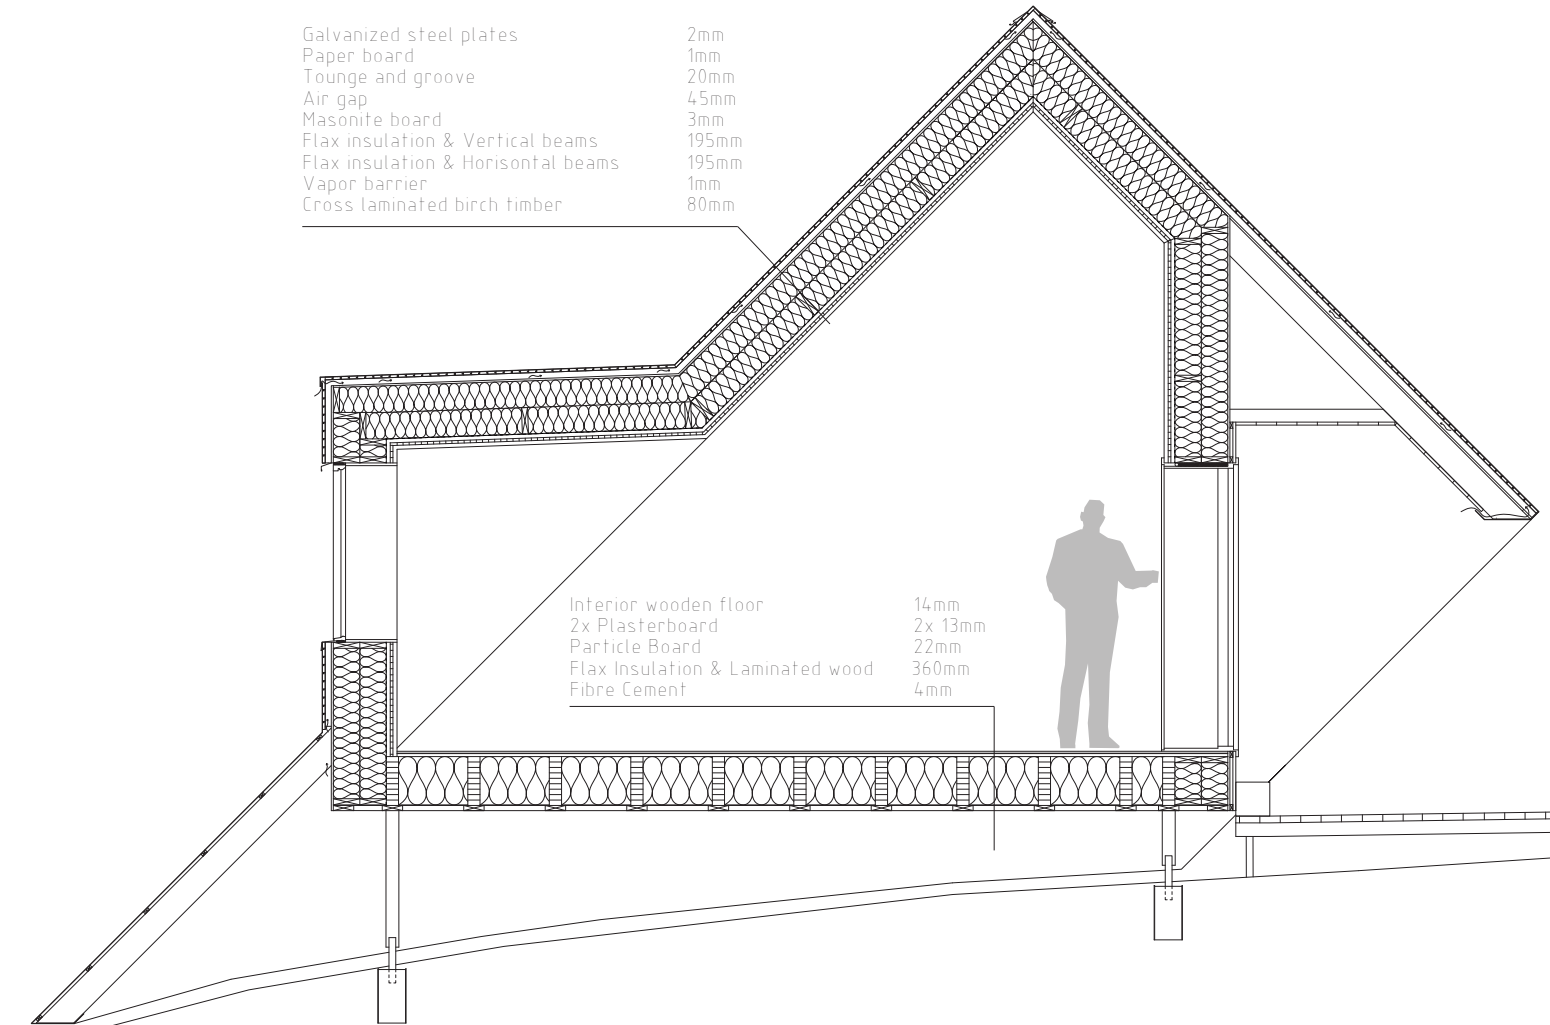 Galvanized steel plates 2mm
Paper board 1mm
Tounge and groove 20mm
Air gap 45mm
Masonite board 3mm
Flax insulation & Vertical beams 195mm
Flax insulation & Horisontal beams 195mm
Vapor barrier 1mm
Cross laminated birch timber 80mm
Interior wooden floor 14mm
2x Plasterboard 2x 13mm
Particle Board 22mm
Flax Insulation & Laminated wood 360mm
Fibre Cement 4mm